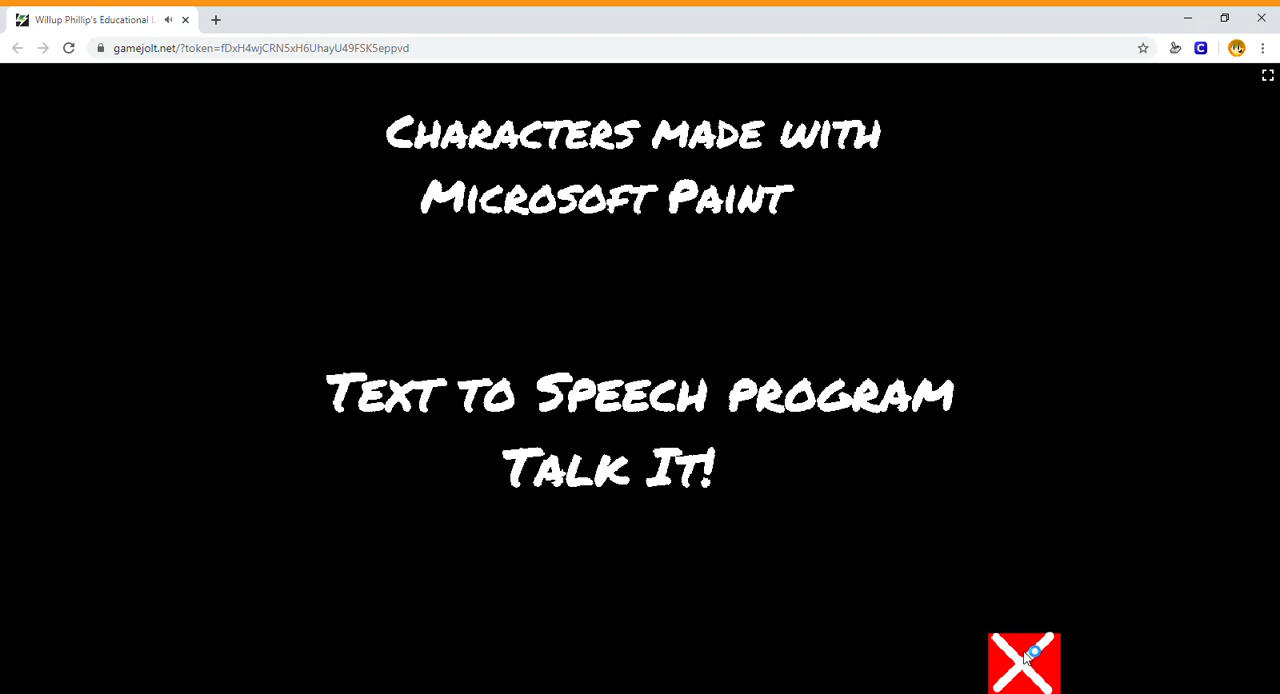 Willup Phillip's Educational L
gamejolt.net/?token=fDxH4wjCRN5xH6UhayU49FSK5eppvd
Characters made with
Microsoft Paint
Text to Speech program
Talk It!